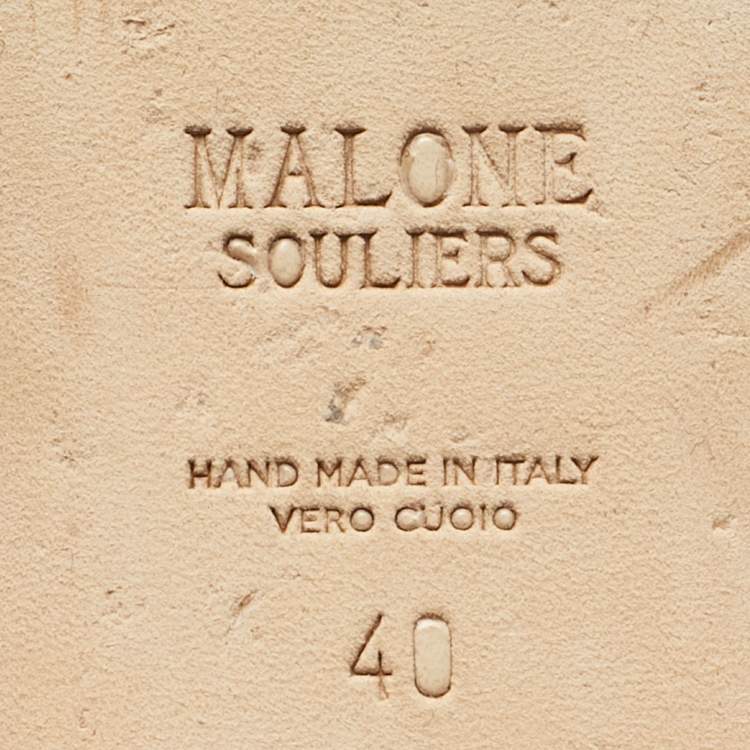 MALONE
SOULIERS
HAND MADE IN ITALY
VERO CUOIO
40